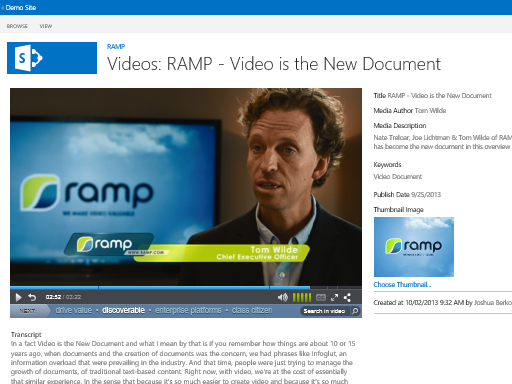 Demo Site
BROWSE VIEW
RAMP
Videos: RAMP - Video is the New Document
ramp
WE MAKE VIDEO VALUABLE
ramp
WWW.RAMP.COM
Tom Wilde
Chief Executive Officer
02:52 / 03:22
drive value • discoverable • enterprise platforms • class citizen
Search in video
Title RAMP - Video is the New Document
Media Author Tom Wilde
Media Description
Nate Treloar, Joe Lichtman & Tom Wilde of RAM
has become the new document in this overview
Keywords
Video Document
Publish Date 9/25/2013
Thumbnail Image
ramp
Choose Thumbnail...
Created at 10/02/2013 9:32 AM by Joshua Berko
Transcript
In a fact Video is the New Document and what I mean by that is if you remember how things are about 10 or 15
years ago, when documents and the creation of documents was the concern, we had phrases like Infoglut, an
information overload that were prevailing in the industry. And that time, people were just trying to manage the
growth of documents, of traditional text-based content. Right now, with video, we're at the cost of essentially
that similar experience. In the sense that because it's so much easier to create video and because it's so much